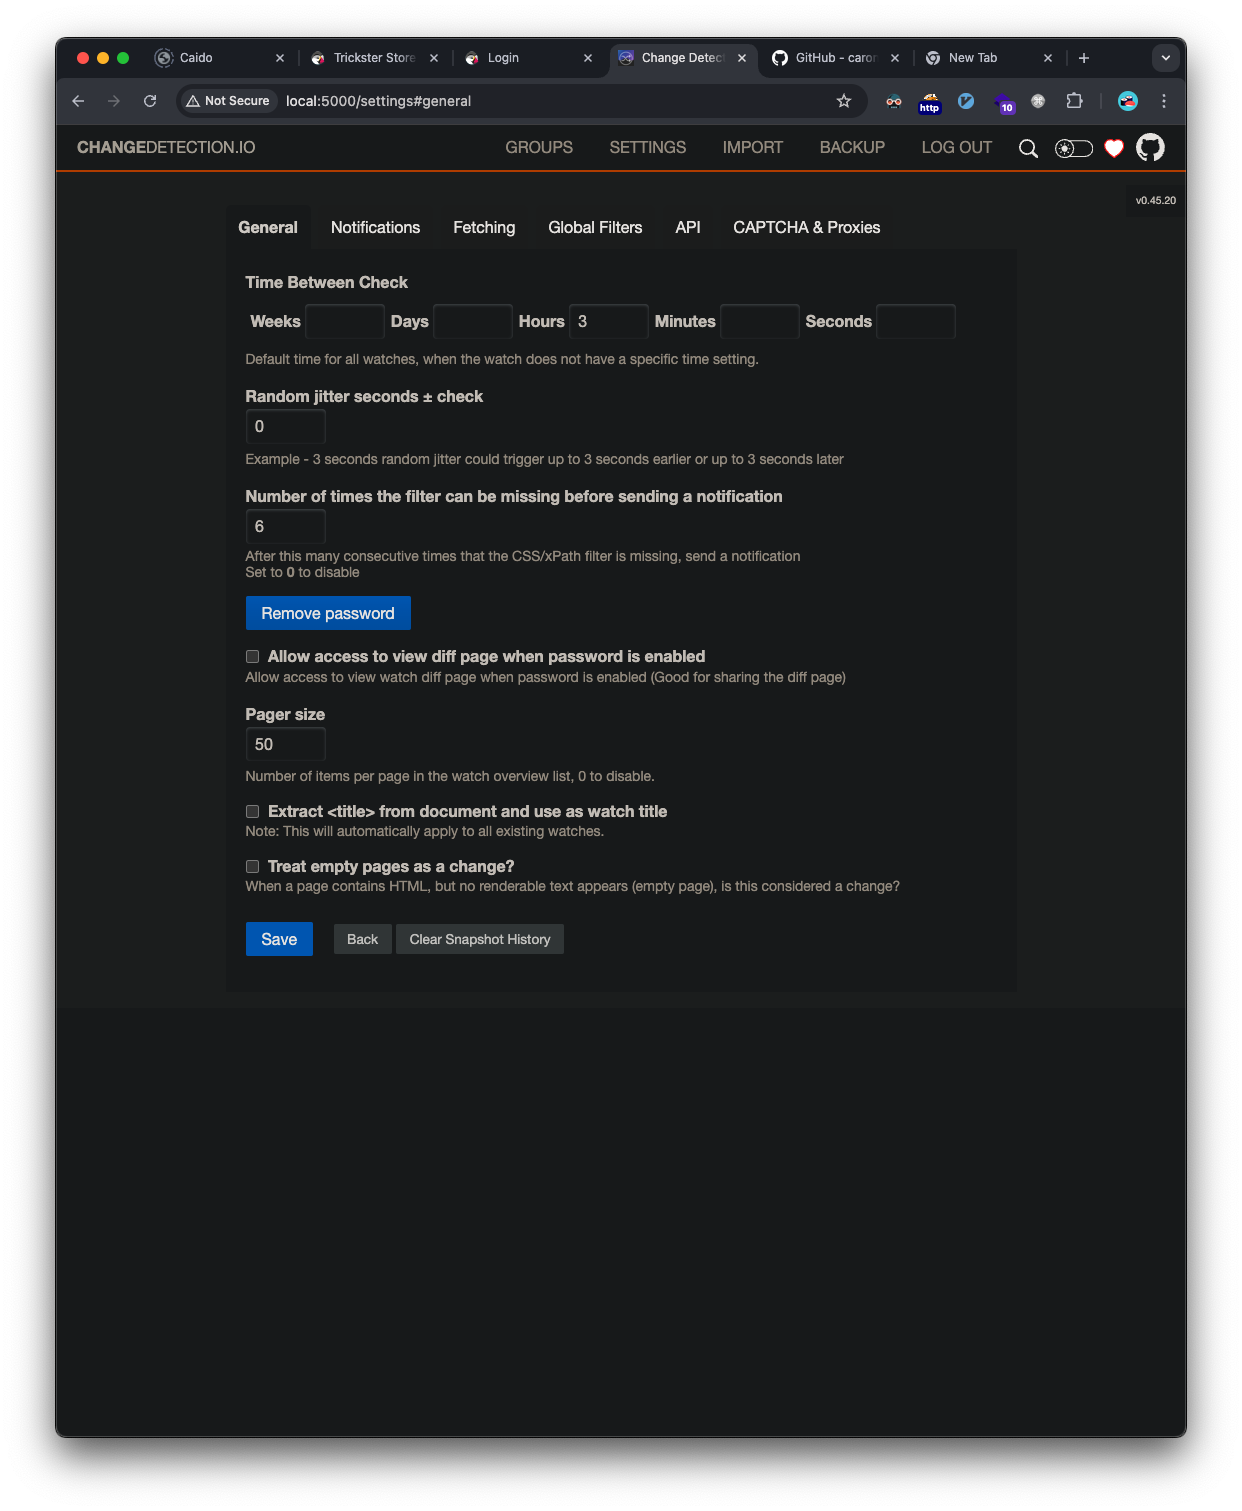 Caido
Trickster Store
Login
Change Detec
GitHub - caro
New Tab
Not Secure
local:5000/settings#general
http
10
CHANGEDETECTION.IO
GROUPS
SETTINGS
IMPORT
BACKUP
LOG OUT
v0.45.20
General
Notifications
Fetching
Global Filters
API
CAPTCHA & Proxies
Time Between Check
Weeks
Days
Hours 3
Minutes
Seconds
Default time for all watches, when the watch does not have a specific time setting.
Random jitter seconds ± check
0
Example - 3 seconds random jitter could trigger up to 3 seconds earlier or up to 3 seconds later
Number of times the filter can be missing before sending a notification
6
After this many consecutive times that the CSS/xPath filter is missing, send a notification
Set to 0 to disable
Remove password
Allow access to view diff page when password is enabled
Allow access to view watch diff page when password is enabled (Good for sharing the diff page)
Pager size
50
Number of items per page in the watch overview list, 0 to disable.
Extract <title> from document and use as watch title
Note: This will automatically apply to all existing watches.
Treat empty pages as a change?
When a page contains HTML, but no renderable text appears (empty page), is this considered a change?
Save
Back
Clear Snapshot History